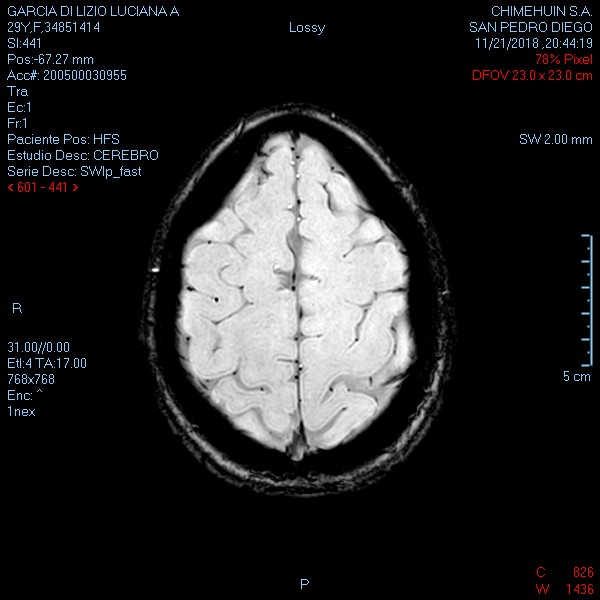 GARCIA DI LIZIO LUCIANA A
29Y,F,34851414
SI:441
Pos:-67.27 mm
Acc#: 200500030955
Tra
Ec:1
Fr:1
Paciente Pos: HFS
Estudio Desc: CEREBRO
Serie Desc: SWIp_fast
< 601 - 441 >
Lossy
CHIMEHUIN S.A.
SAN PEDRO DIEGO
11/21/2018 ,20:44:19
78% Pixel
DFOV 23.0 x 23.0 cm
SW 2.00 mm
R
5 cm
31.00//0.00
Etl:4 TA:17.00
768x768
Enc: ^
1nex
P
C 826
W 1436